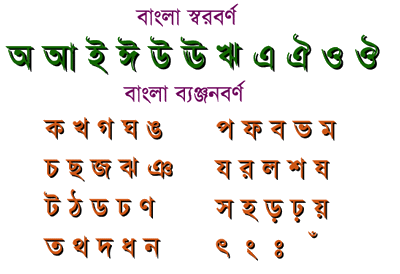 বাংলা স্বরবর্ণ
অ আ ই ঈ উ ঊ ঋ এ ঐ ও ঔ
বাংলা ব্যঞ্জনবর্ণ
ক খ গ ঘ ঙ প ফ ব ভ ম
চ ছ জ ঝ ঞ য র ল শ ষ
ট ঠ ড ঢ ণ স হ ড় ঢ় য়
ত থ দ ধ ন ৎ ং ঃ ঁ